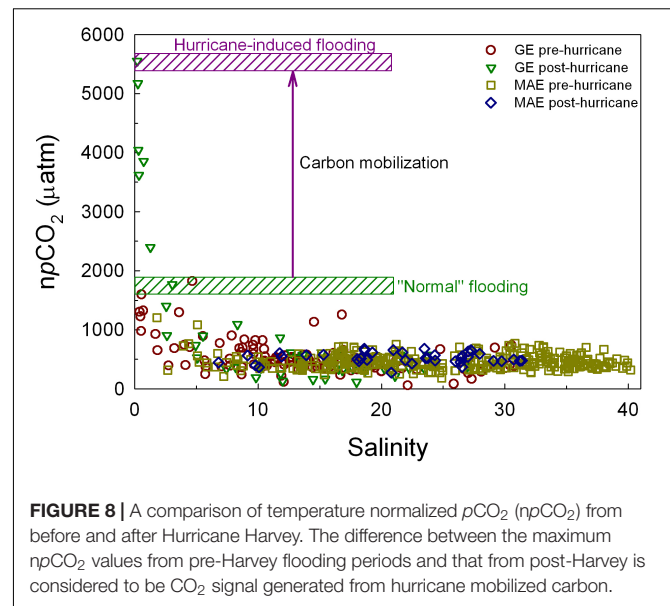 6000
Hurricane-induced flooding
GE pre-hurricane
GE post-hurricane
MAE pre-hurricane
MAE post-hurricane
5000
4000
Carbon mobilization
npCO2 (μatm)
3000
2000
"Normal" flooding
1000
0
0 10 20 30 40
Salinity
FIGURE 8 | A comparison of temperature normalized pCO2 (npCO2) from
before and after Hurricane Harvey. The difference between the maximum
npCO2 values from pre-Harvey flooding periods and that from post-Harvey is
considered to be CO2 signal generated from hurricane mobilized carbon.